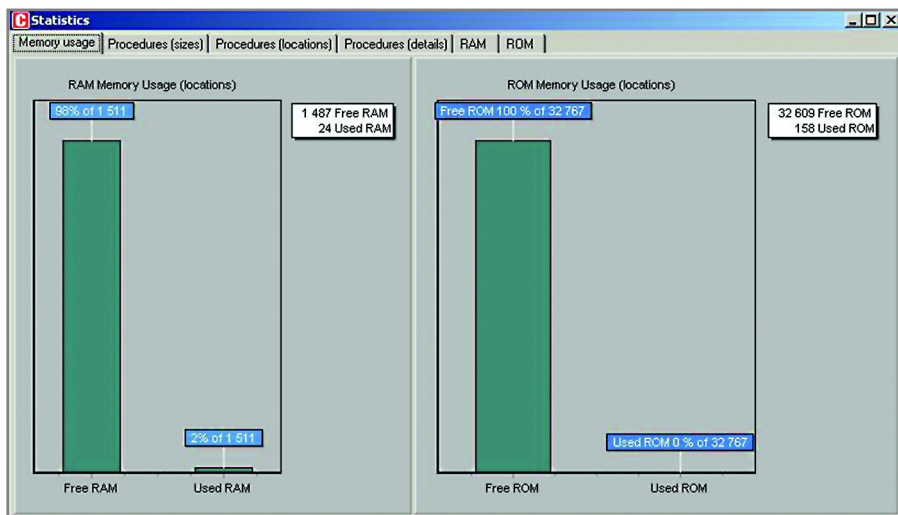 C Statistics
Memory usage Procedures (sizes) Procedures (locations) Procedures (details) RAM ROM
RAM Memory Usage (locations)
98% of 1 511
1 487 Free RAM
24 Used RAM
2% of 1 511
Free RAM Used RAM
ROM Memory Usage (locations)
Free ROM 100 % of 32 767
32 609 Free ROM
158 Used ROM
Used ROM 0 % of 32 767
Free ROM Used ROM